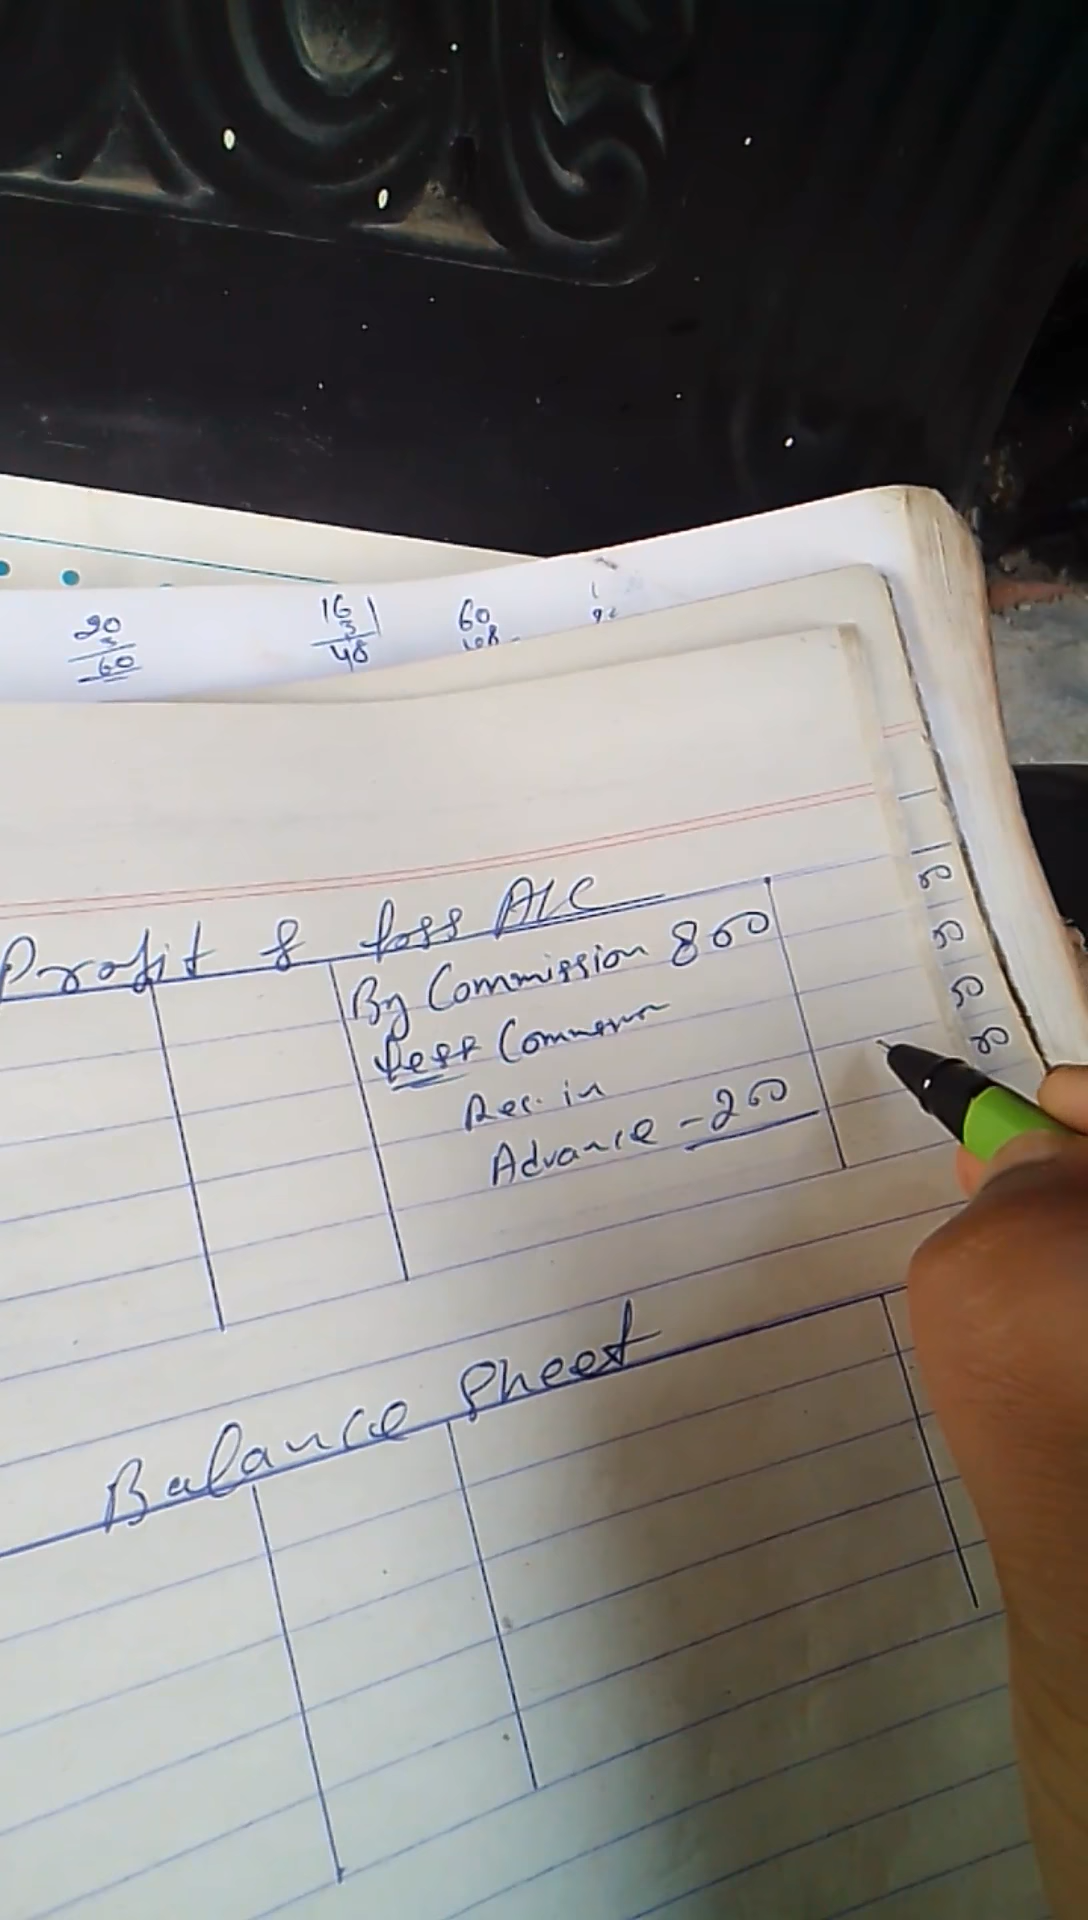 20
3
60
16
3
48
60
108
Profit & Loss A/C
By Commission 800
Less Commission
Rec. in
Advance - 200
Balance Sheet